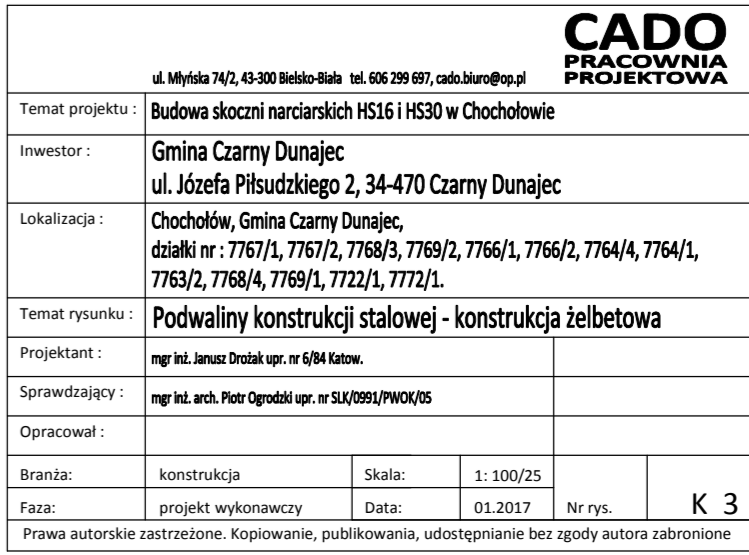 CADO
PRACOWNIA
PROJEKTOWA
ul. Młyńska 74/2, 43-300 Bielsko-Biała tel. 606 299 697, cado.biuro@op.pl
Temat projektu : Budowa skoczni narciarskich HS16 i HS30 w Chochołowie
Inwestor : Gmina Czarny Dunajec
ul. Józefa Piłsudzkiego 2, 34-470 Czarny Dunajec
Lokalizacja : Chochołów, Gmina Czarny Dunajec,
działki nr : 7767/1, 7767/2, 7768/3, 7769/2, 7766/1, 7766/2, 7764/4, 7764/1,
7763/2, 7768/4, 7769/1, 7722/1, 7772/1.
Temat rysunku : Podwaliny konstrukcji stalowej - konstrukcja żelbetowa
Projektant : mgr inż. Janusz Drożak upr. nr 6/84 Katow.
Sprawdzający : mgr inż. arch. Piotr Ogrodzki upr. nr SLK/0991/PWOK/05
Opracował :
Branża: konstrukcja Skala: 1: 100/25
Faza: projekt wykonawczy Data: 01.2017 Nr rys. K 3
Prawa autorskie zastrzeżone. Kopiowanie, publikowania, udostępnianie bez zgody autora zabronione